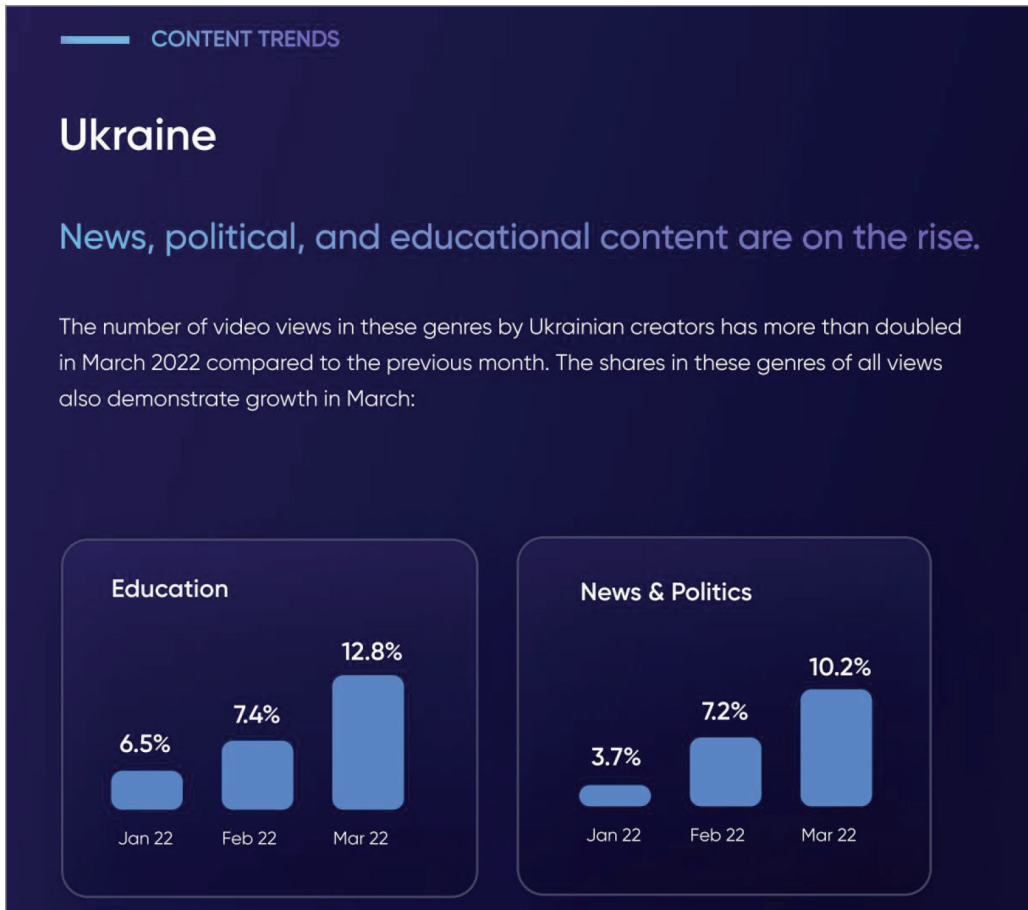 CONTENT TRENDS
Ukraine
News, political, and educational content are on the rise.
The number of video views in these genres by Ukrainian creators has more than doubled
in March 2022 compared to the previous month. The shares in these genres of all views
also demonstrate growth in March:
Education
12.8%
7.4%
6.5%
Jan 22 Feb 22 Mar 22
News & Politics
10.2%
7.2%
3.7%
Jan 22 Feb 22 Mar 22